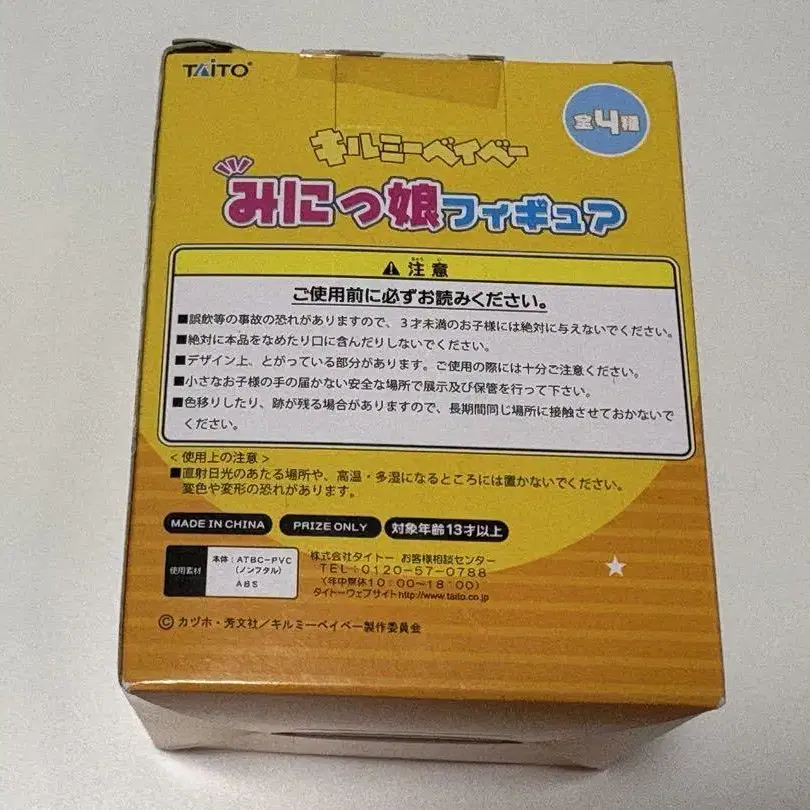 TAITO®
全4種
キルミーベイベー
みにっ娘フィギュア
注意
ご使用前に必ずお読みください。
■誤飲等の事故の恐れがありますので、３才未満のお子様には絶対に与えないでください。
■絶対に本品をなめたり口に含んだりしないでください。
■デザイン上、とがっている部分があります。ご使用の際には十分ご注意ください。
■小さなお子様の手の届かない安全な場所で展示及び保管を行って下さい。
■色移りしたり、跡が残る場合がありますので、長期間同じ場所に接触させておかないで
ください。
＜使用上の注意＞
■直射日光のあたる場所や、高温・多湿になるところには置かないでください。
変色や変形の恐れがあります。
MADE IN CHINA
PRIZE ONLY
対象年齢13才以上
使用素材
本体：ATBC-PVC
（ノンフタル）
ABS
株式会社タイトー お客様相談センター
TEL：0120-57-0788
（年中無休10：00～18：00）
タイトーウェブサイトhttp://www.taito.co.jp
©カヅホ・芳文社／キルミーベイベー製作委員会